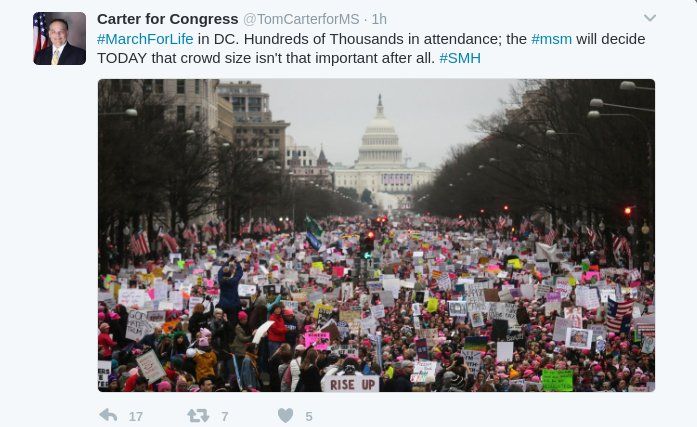 Carter for Congress @TomCarterforMS · 1h
#MarchForLife in DC. Hundreds of Thousands in attendance; the #msm will decide
TODAY that crowd size isn't that important after all. #SMH
RISE UP
17 7 5